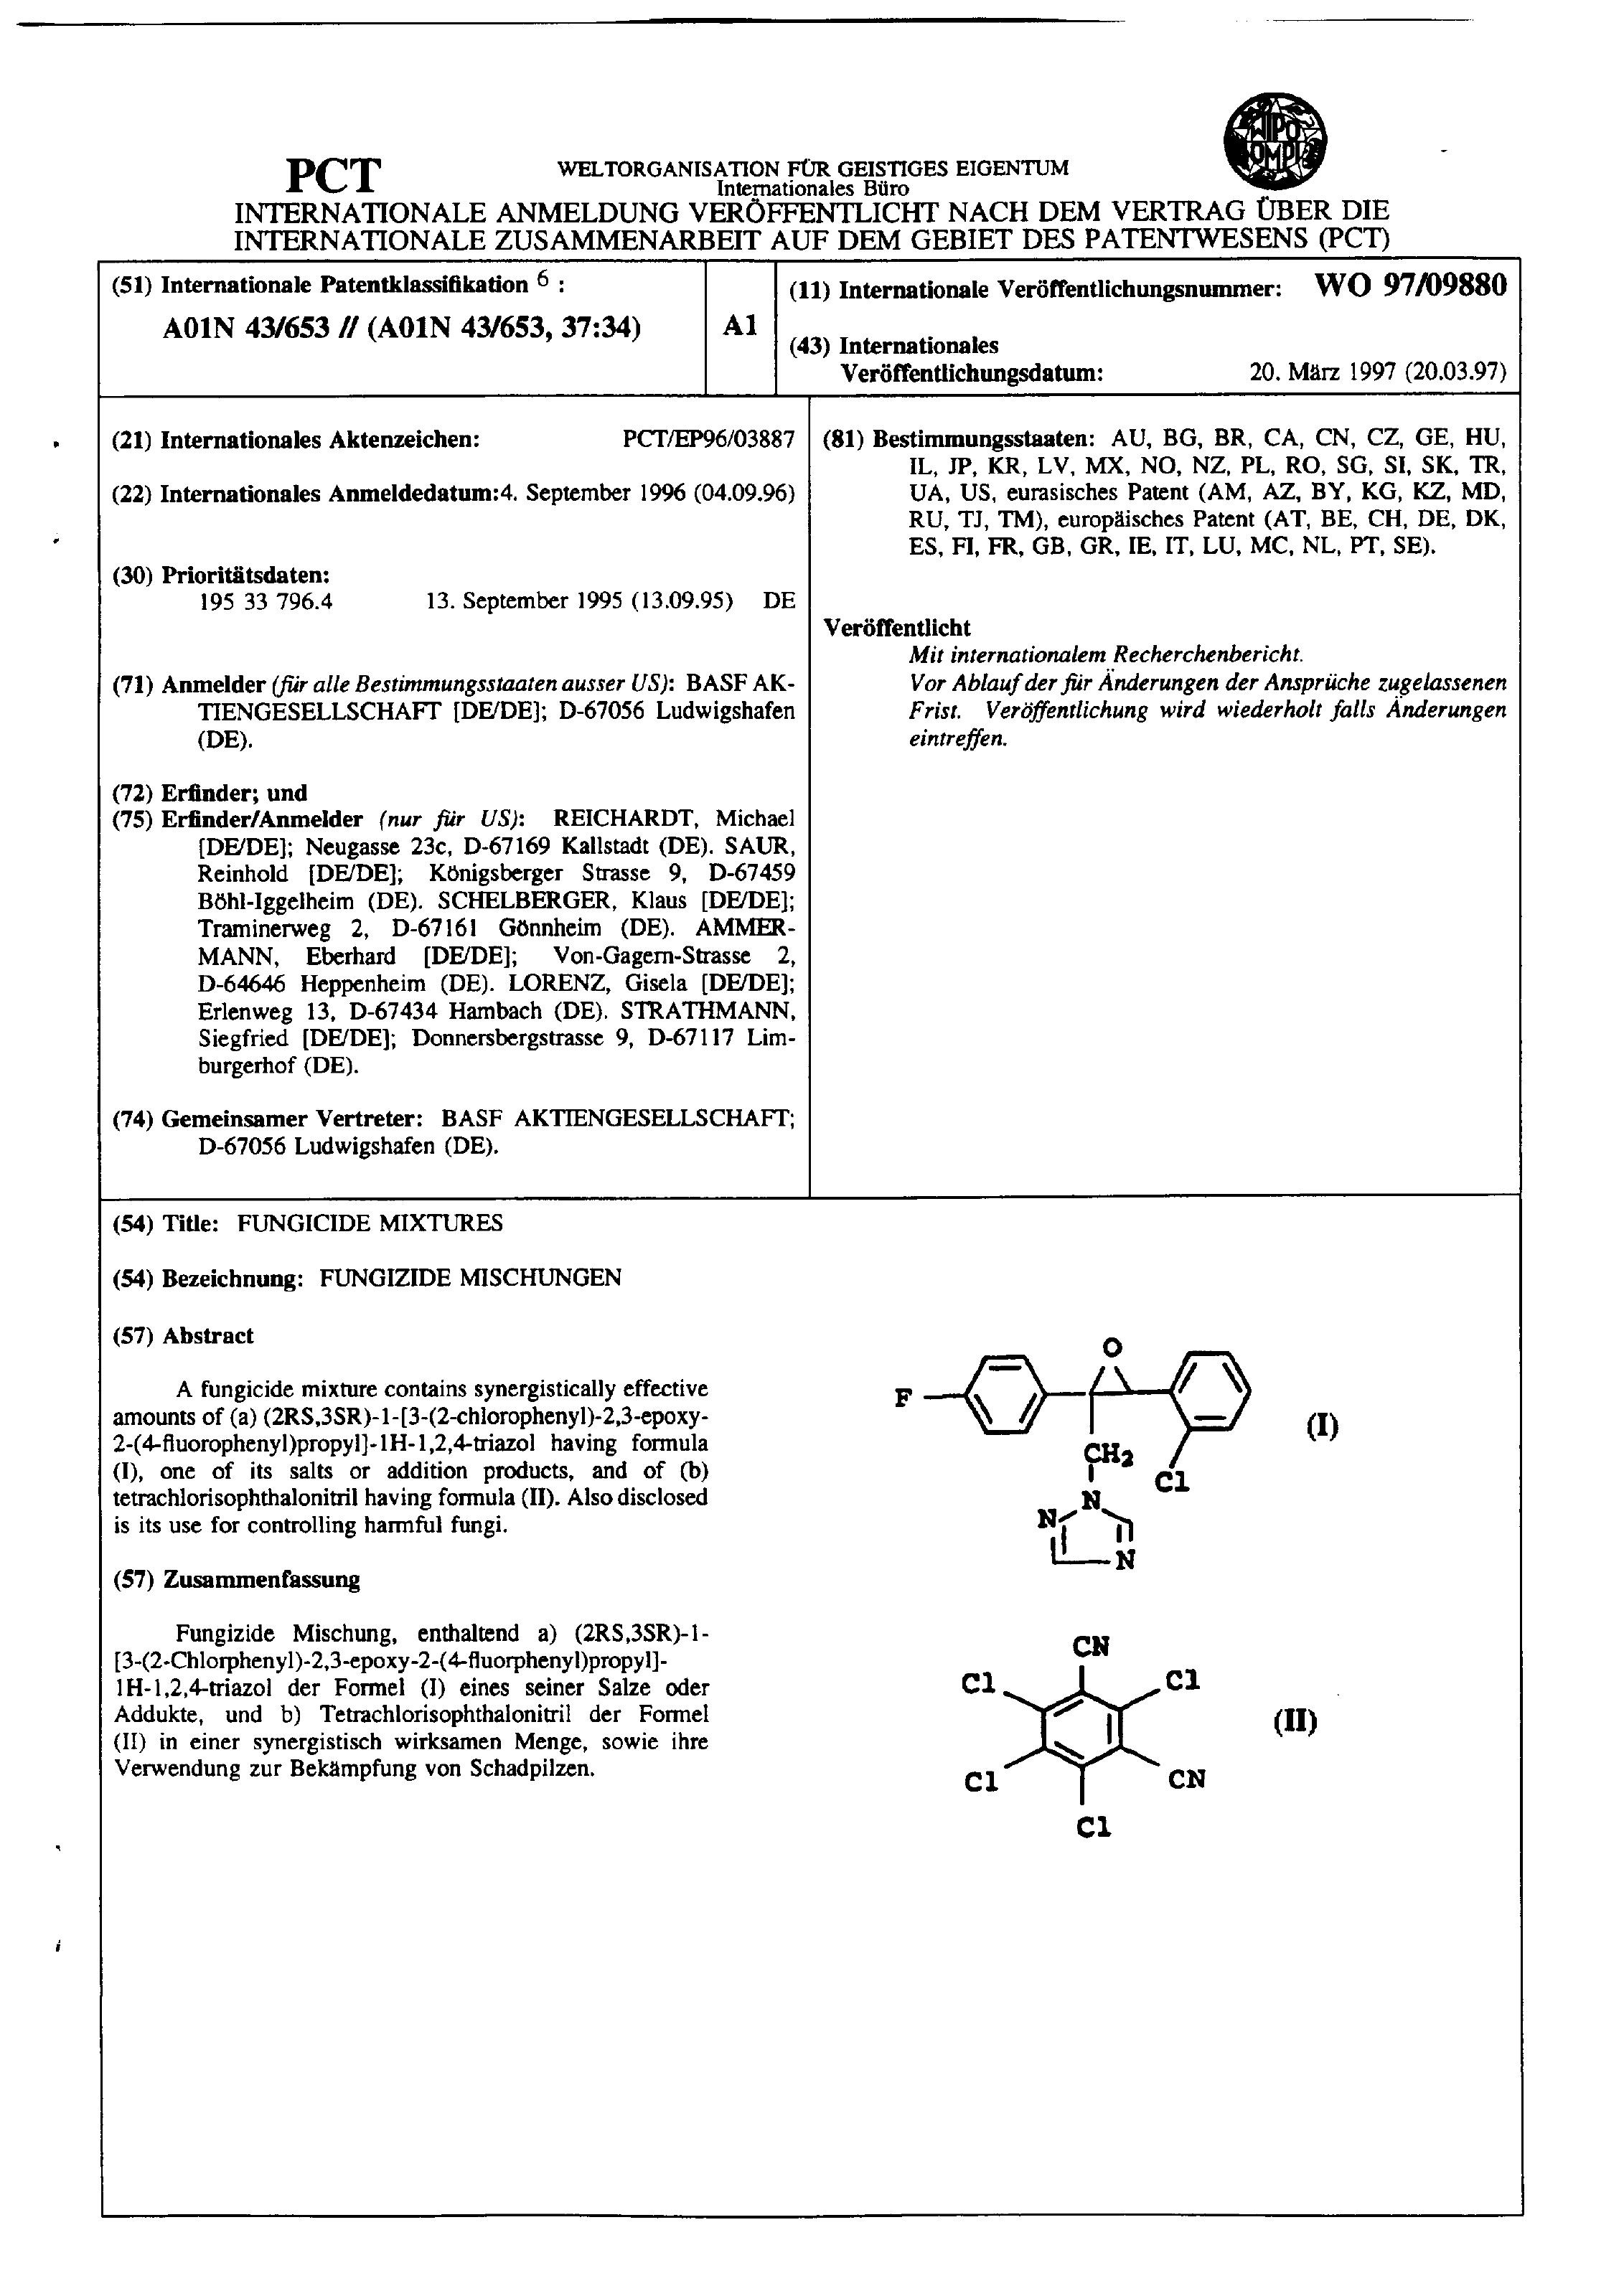 WIPO
OMPI
PCT
WELTORGANISATION FÜR GEISTIGES EIGENTUM
Internationales Büro
INTERNATIONALE ANMELDUNG VERÖFFENTLICHT NACH DEM VERTRAG ÜBER DIE
INTERNATIONALE ZUSAMMENARBEIT AUF DEM GEBIET DES PATENTWESENS (PCT)
(51) Internationale Patentklassifikation 6 :
A01N 43/653 // (A01N 43/653, 37:34)
A1
(11) Internationale Veröffentlichungsnummer: WO 97/09880
(43) Internationales
Veröffentlichungsdatum: 20. März 1997 (20.03.97)
(21) Internationales Aktenzeichen: PCT/EP96/03887
(22) Internationales Anmeldedatum:4. September 1996 (04.09.96)
(30) Prioritätsdaten:
195 33 796.4 13. September 1995 (13.09.95) DE
(71) Anmelder (für alle Bestimmungsstaaten ausser US): BASF AK-
TIENGESELLSCHAFT [DE/DE]; D-67056 Ludwigshafen
(DE).
(72) Erfinder; und
(75) Erfinder/Anmelder (nur für US): REICHARDT, Michael
[DE/DE]; Neugasse 23c, D-67169 Kallstadt (DE). SAUR,
Reinhold [DE/DE]; Königsberger Strasse 9, D-67459
Böhl-Iggelheim (DE). SCHELBERGER, Klaus [DE/DE];
Traminerweg 2, D-67161 Gönnheim (DE). AMMER-
MANN, Eberhard [DE/DE]; Von-Gagern-Strasse 2,
D-64646 Heppenheim (DE). LORENZ, Gisela [DE/DE];
Erlenweg 13, D-67434 Hambach (DE). STRATHMANN,
Siegfried [DE/DE]; Donnersbergstrasse 9, D-67117 Lim-
burgerhof (DE).
(74) Gemeinsamer Vertreter: BASF AKTIENGESELLSCHAFT;
D-67056 Ludwigshafen (DE).
(81) Bestimmungsstaaten: AU, BG, BR, CA, CN, CZ, GE, HU,
IL, JP, KR, LV, MX, NO, NZ, PL, RO, SG, SI, SK, TR,
UA, US, eurasisches Patent (AM, AZ, BY, KG, KZ, MD,
RU, TJ, TM), europäisches Patent (AT, BE, CH, DE, DK,
ES, FI, FR, GB, GR, IE, IT, LU, MC, NL, PT, SE).
Veröffentlicht
Mit internationalem Recherchenbericht.
Vor Ablauf der für Änderungen der Ansprüche zugelassenen
Frist. Veröffentlichung wird wiederholt falls Änderungen
eintreffen.
(54) Title: FUNGICIDE MIXTURES
(54) Bezeichnung: FUNGIZIDE MISCHUNGEN
(57) Abstract
A fungicide mixture contains synergistically effective
amounts of (a) (2RS,3SR)-1-[3-(2-chlorophenyl)-2,3-epoxy-
2-(4-fluorophenyl)propyl]-1H-1,2,4-triazol having formula
(I), one of its salts or addition products, and of (b)
tetrachlorisophthalonitril having formula (II). Also disclosed
is its use for controlling harmful fungi.
(57) Zusammenfassung
Fungizide Mischung, enthaltend a) (2RS,3SR)-1-
[3-(2-Chlorphenyl)-2,3-epoxy-2-(4-fluorphenyl)propyl]-
1H-1,2,4-triazol der Formel (I) eines seiner Salze oder
Addukte, und b) Tetrachlorisophthalonitril der Formel
(II) in einer synergistisch wirksamen Menge, sowie ihre
Verwendung zur Bekämpfung von Schadpilzen.
O
F
(I)
CH2
Cl
N
N
N
CN
Cl
Cl
(II)
Cl
CN
Cl